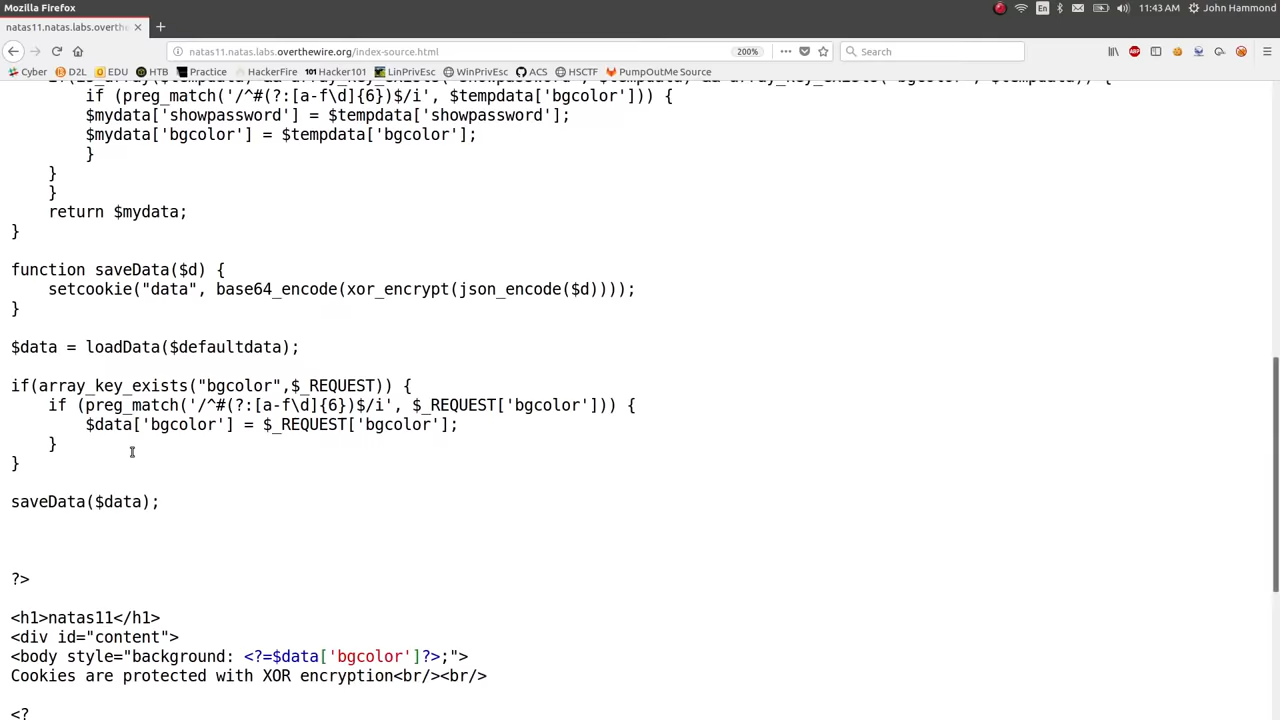 Mozilla Firefox
En
11:43 AM
John Hammond
natas11.natas.labs.overthe
natas11.natas.labs.overthewire.org/index-source.html
200%
Search
Cyber D2L EDU HTB Practice HackerFire 101 Hacker101 LinPrivEsc WinPrivEsc ACS HSCTF PumpOutMe Source
if (preg_match('/^#(?:[a-f\d]{6})$/i', $tempdata['bgcolor'])) {
$mydata['showpassword'] = $tempdata['showpassword'];
$mydata['bgcolor'] = $tempdata['bgcolor'];
}
}
}
return $mydata;
}
function saveData($d) {
setcookie("data", base64_encode(xor_encrypt(json_encode($d))));
}
$data = loadData($defaultdata);
if(array_key_exists("bgcolor",$_REQUEST)) {
if (preg_match('/^#(?:[a-f\d]{6})$/i', $_REQUEST['bgcolor'])) {
$data['bgcolor'] = $_REQUEST['bgcolor'];
}
}
saveData($data);
?>
<h1>natas11</h1>
<div id="content">
<body style="background: <?=$data['bgcolor']?>;">
Cookies are protected with XOR encryption<br/><br/>
<?